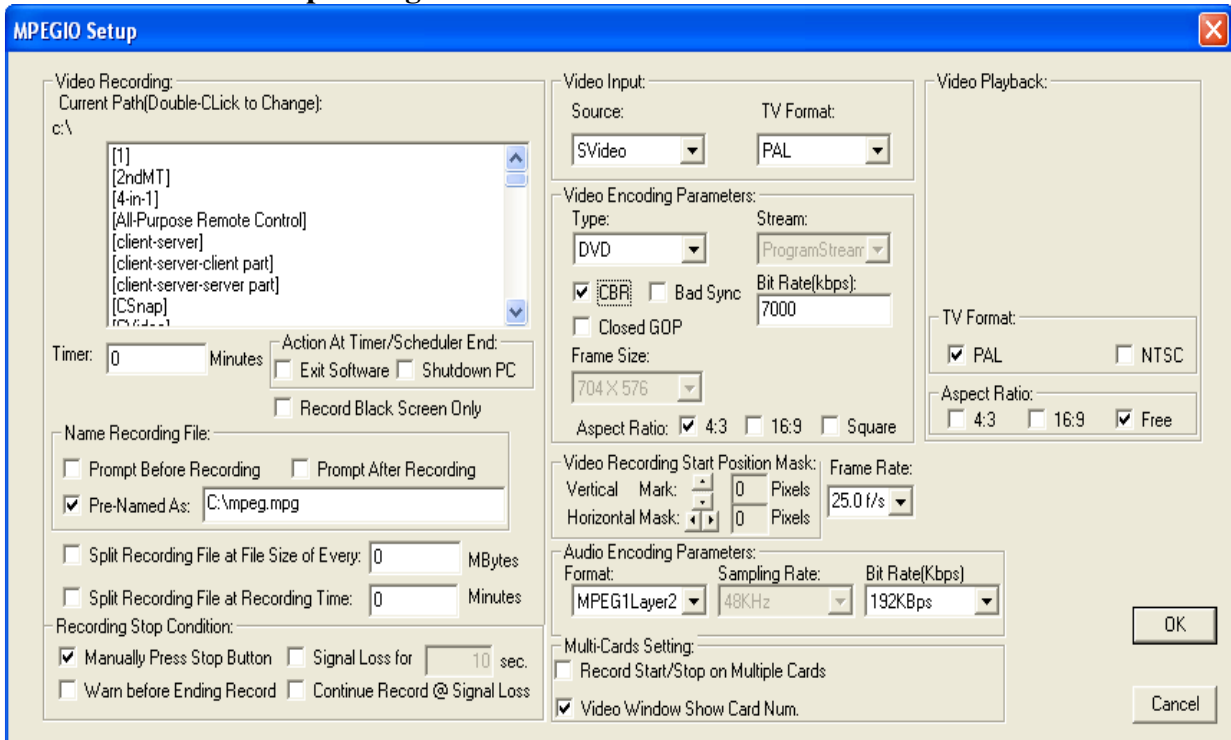 MPEGIO Setup
Video Recording:
Current Path(Double-CLick to Change):
c:\
[1]
[2ndMT]
[4-in-1]
[All-Purpose Remote Control]
[client-server]
[client-server-client part]
[client-server-server part]
[CSnap]
Timer: 0 Minutes
Action At Timer/Scheduler End:
Exit Software Shutdown PC
Record Black Screen Only
Name Recording File:
Prompt Before Recording Prompt After Recording
Pre-Named As: C:\mpeg.mpg
Split Recording File at File Size of Every: 0 MBytes
Split Recording File at Recording Time: 0 Minutes
Recording Stop Condition:
Manually Press Stop Button Signal Loss for 10 sec.
Warn before Ending Record Continue Record @ Signal Loss
Video Input:
Source: TV Format:
SVideo PAL
Video Encoding Parameters:
Type: Stream:
DVD ProgramStream
CBR Bad Sync Bit Rate(kbps):
7000
Closed GOP
Frame Size:
704 X 576
Aspect Ratio: 4:3 16:9 Square
Video Recording Start Position Mask:
Vertical Mark: 0 Pixels
Horizontal Mask: 0 Pixels
Frame Rate:
25.0 f/s
Audio Encoding Parameters:
Format: Sampling Rate: Bit Rate(Kbps)
MPEG1Layer2 48KHz 192KBps
Multi-Cards Setting:
Record Start/Stop on Multiple Cards
Video Window Show Card Num.
Video Playback:
TV Format:
PAL NTSC
Aspect Ratio:
4:3 16:9 Free
OK
Cancel